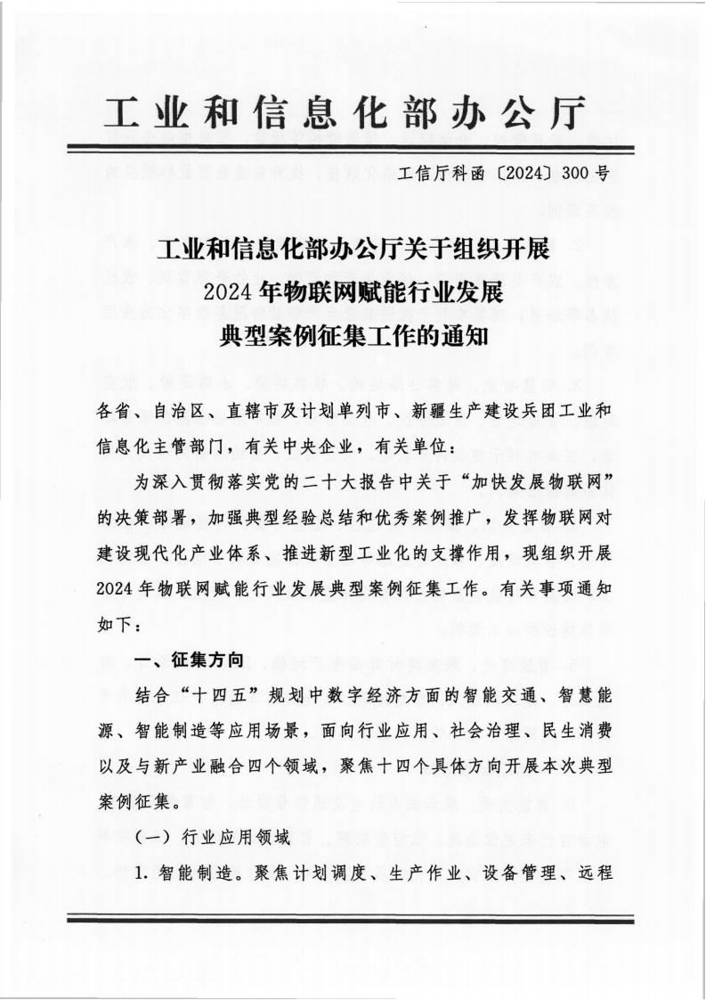 工业和信息化部办公厅
工信厅科函〔2024〕300号
工业和信息化部办公厅关于组织开展
2024年物联网赋能行业发展
典型案例征集工作的通知
各省、自治区、直辖市及计划单列市、新疆生产建设兵团工业和
信息化主管部门，有关中央企业，有关单位：
为深入贯彻落实党的二十大报告中关于“加快发展物联网”
的决策部署，加强典型经验总结和优秀案例推广，发挥物联网对
建设现代化产业体系、推进新型工业化的支撑作用，现组织开展
2024年物联网赋能行业发展典型案例征集工作。有关事项通知
如下：
一、征集方向
结合“十四五”规划中数字经济方面的智能交通、智慧能
源、智能制造等应用场景，面向行业应用、社会治理、民生消费
以及与新产业融合四个领域，聚焦十四个具体方向开展本次典型
案例征集。
（一）行业应用领域
1.智能制造。聚焦计划调度、生产作业、设备管理、远程